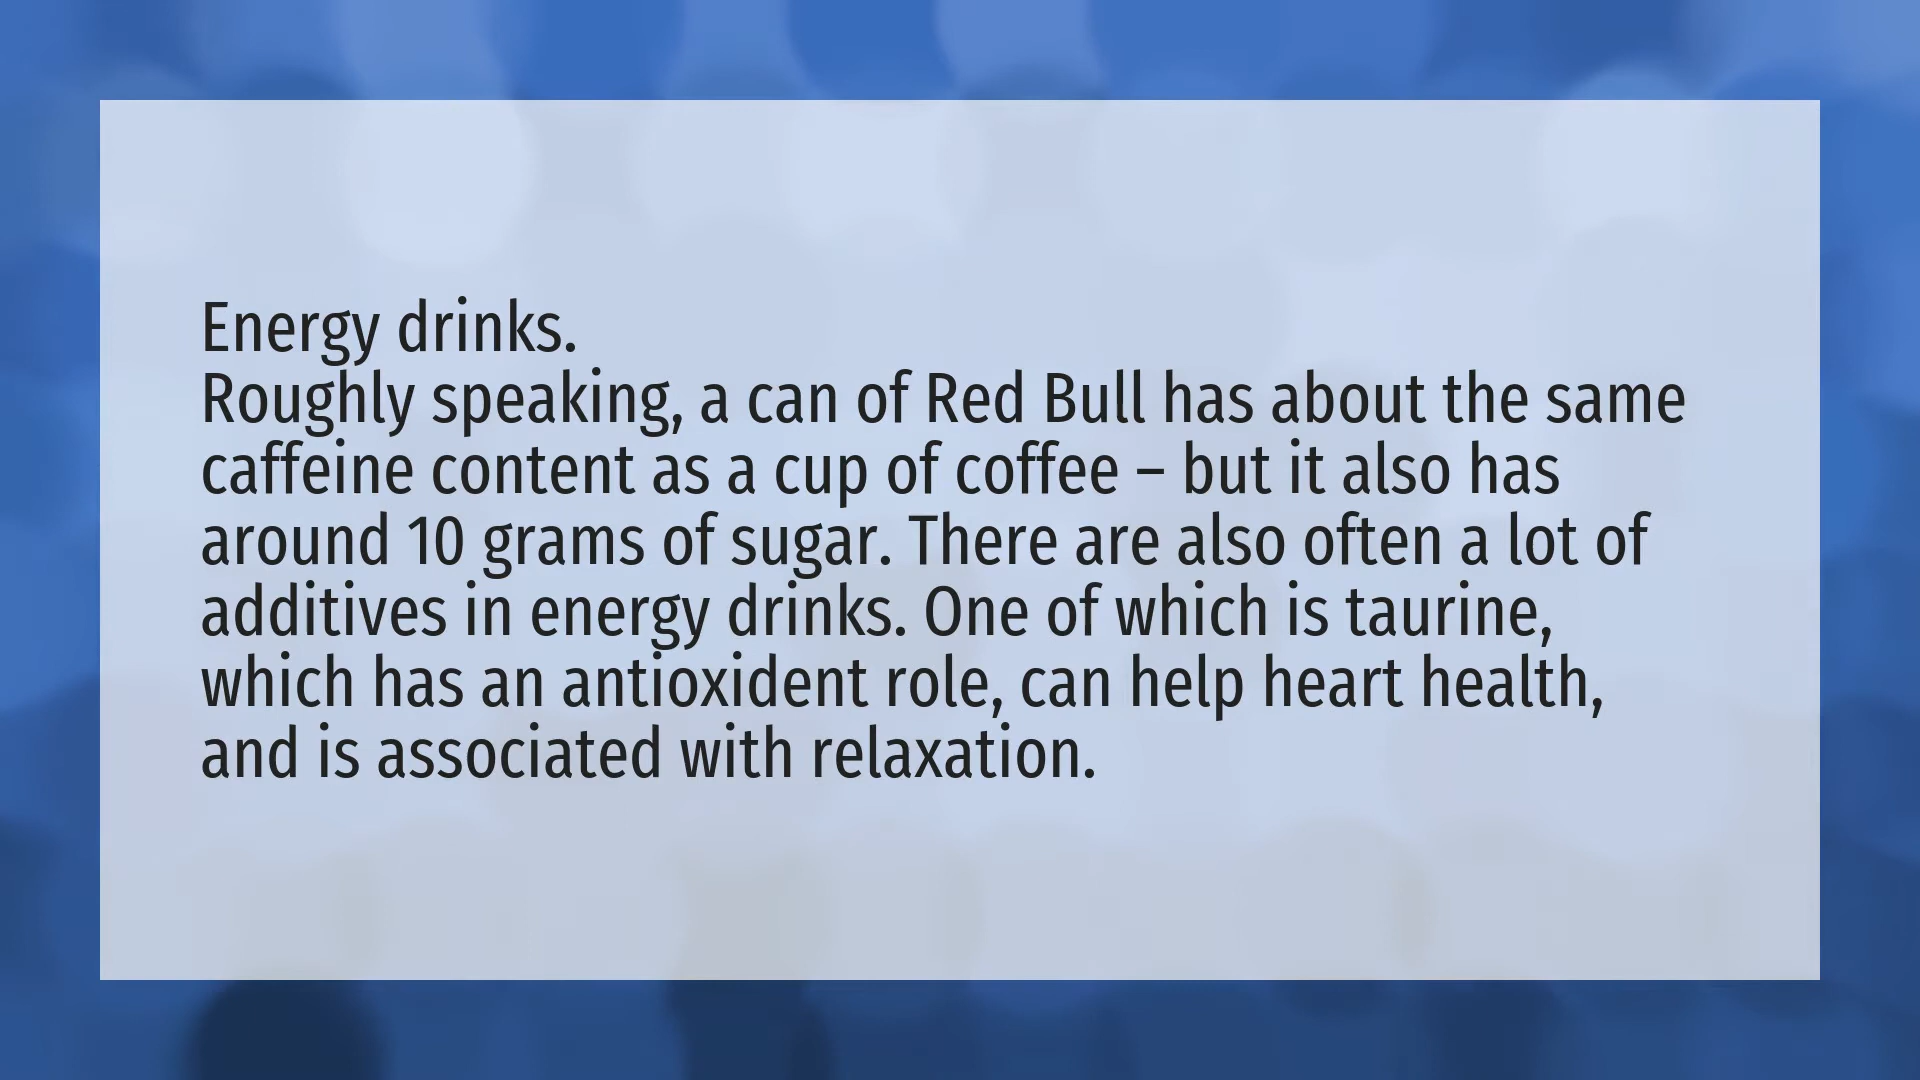 Energy drinks.
Roughly speaking, a can of Red Bull has about the same
caffeine content as a cup of coffee – but it also has
around 10 grams of sugar. There are also often a lot of
additives in energy drinks. One of which is taurine,
which has an antioxident role, can help heart health,
and is associated with relaxation.